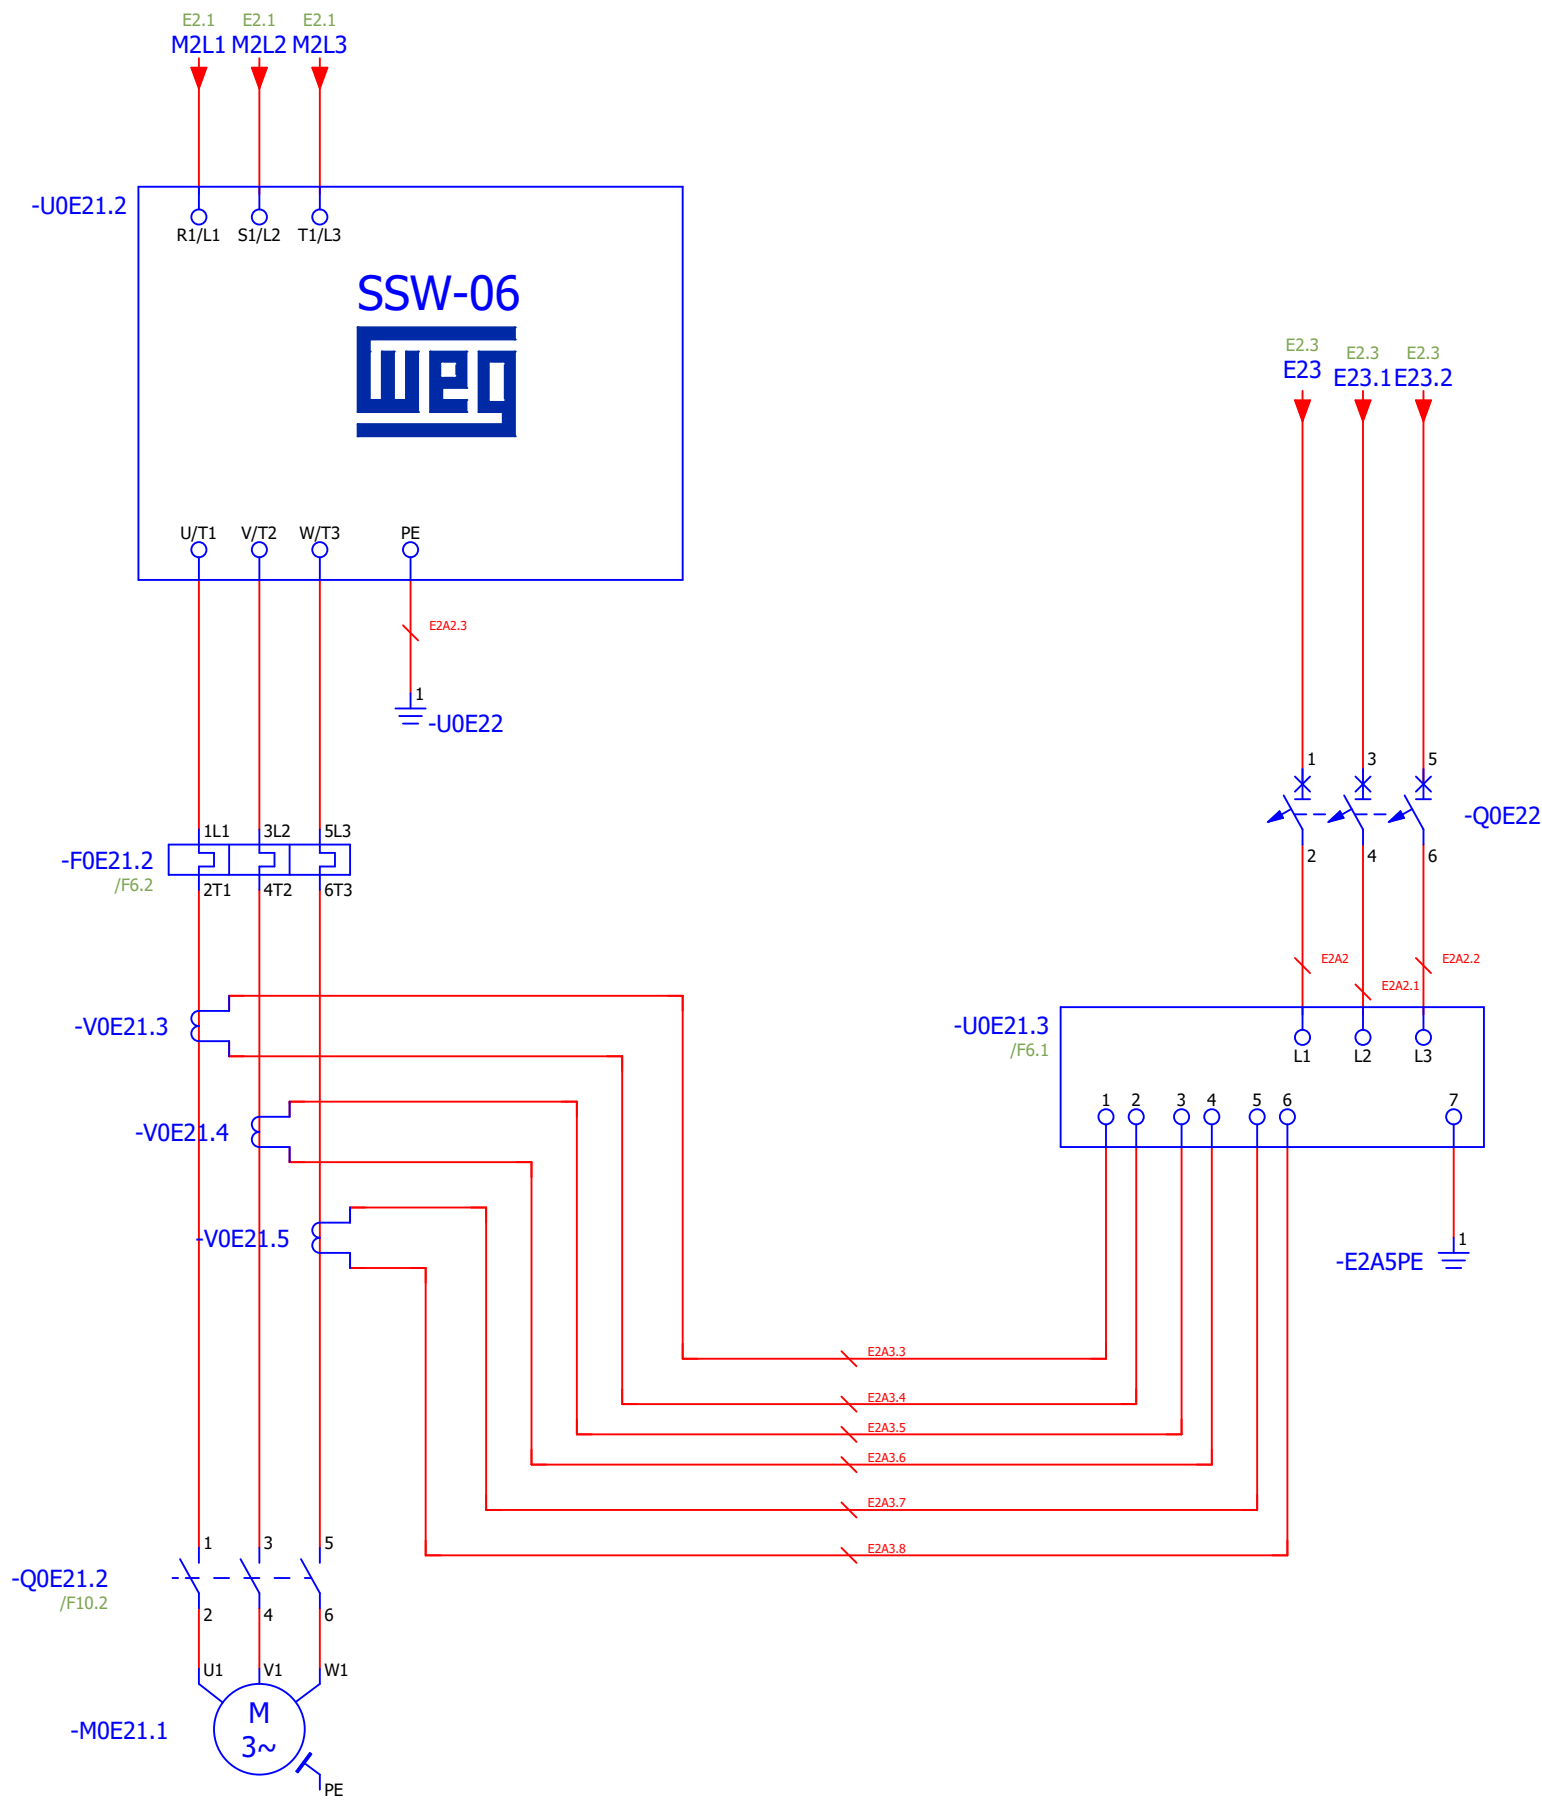 E2.1 E2.1 E2.1
M2L1 M2L2 M2L3
-U0E21.2
R1/L1 S1/L2 T1/L3
SSW-06
weg
E2.3 E2.3 E2.3
E23 E23.1 E23.2
U/T1 V/T2 W/T3 PE
E2A2.3
1
-U0E22
1 3 5
-Q0E22
2 4 6
1L1 3L2 5L3
-F0E21.2
/F6.2
2T1 4T2 6T3
E2A2 E2A2.1 E2A2.2
-V0E21.3
-U0E21.3
/F6.1
L1 L2 L3
1 2 3 4 5 6 7
-V0E21.4
-V0E21.5
1
-E2A5PE
E2A3.3
E2A3.4
E2A3.5
E2A3.6
E2A3.7
E2A3.8
1 3 5
-Q0E21.2
/F10.2
2 4 6
U1 V1 W1
M
3~
-M0E21.1
PE